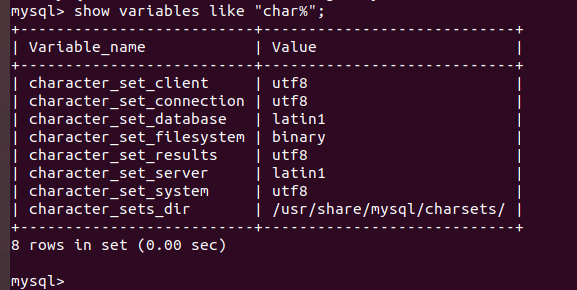 mysql> show variables like "char%";
+--------------------------+----------------------------+
| Variable_name            | Value                      |
+--------------------------+----------------------------+
| character_set_client     | utf8                       |
| character_set_connection | utf8                       |
| character_set_database   | latin1                     |
| character_set_filesystem | binary                     |
| character_set_results    | utf8                       |
| character_set_server     | latin1                     |
| character_set_system     | utf8                       |
| character_sets_dir       | /usr/share/mysql/charsets/ |
+--------------------------+----------------------------+
8 rows in set (0.00 sec)
mysql>